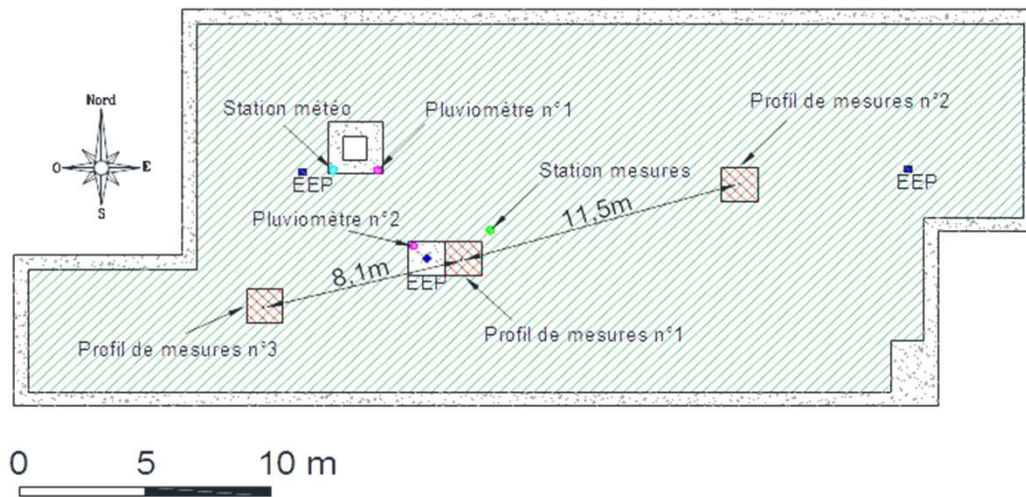 Nord
O
E
S
Station météo
Pluviomètre n°1
Profil de mesures n°2
EEP
Station mesures
EEP
11,5m
Pluviomètre n°2
8,1m
EEP
Profil de mesures n°3
Profil de mesures n°1
0 5 10 m